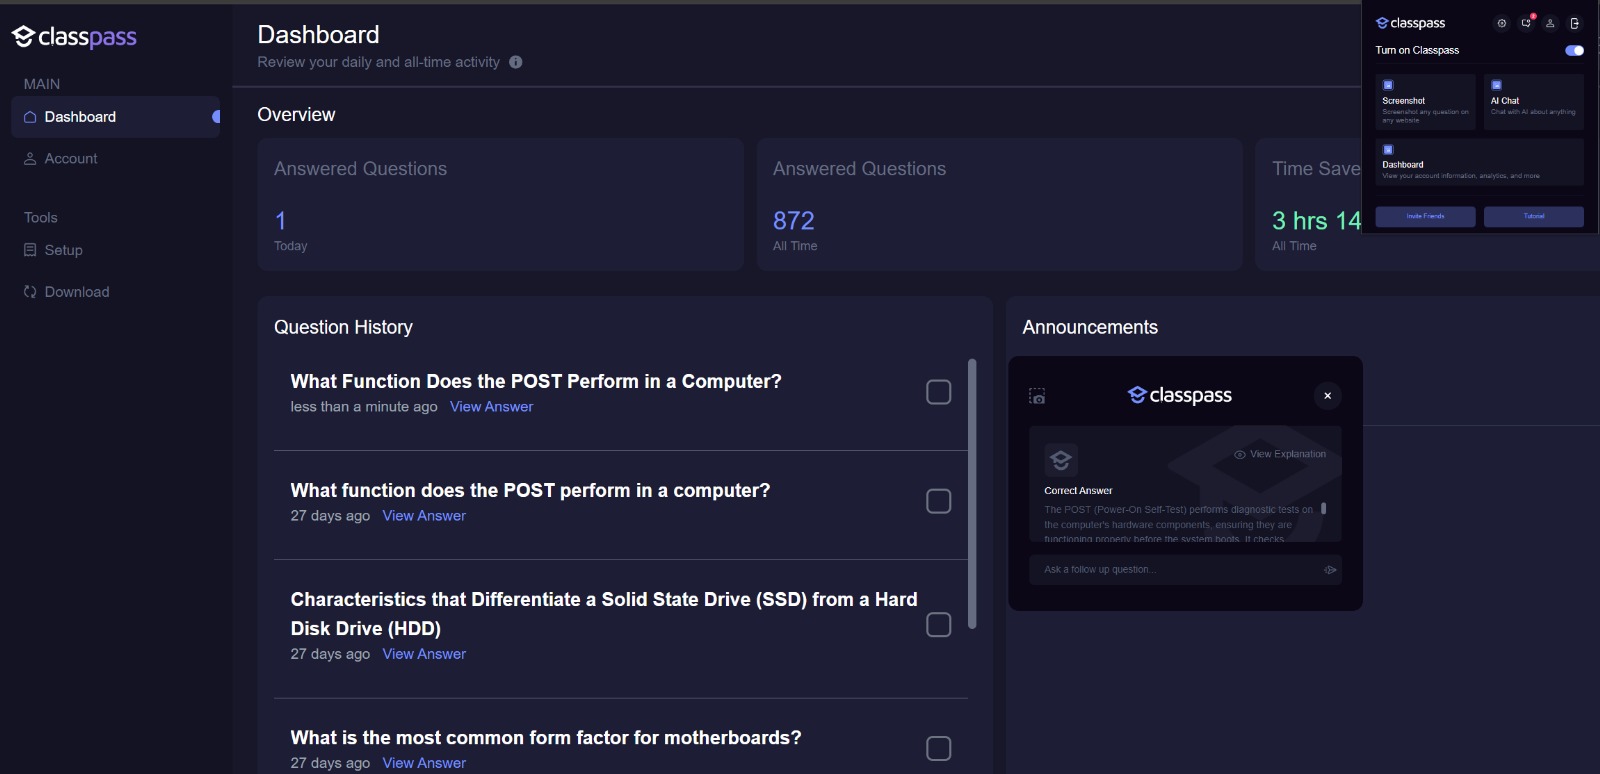 classpass
MAIN
Dashboard
Account
Tools
Setup
Download
Dashboard
Review your daily and all-time activity
Overview
Answered Questions
1
Today
Answered Questions
872
All Time
Time Save
3 hrs 14
All Time
Question History
What Function Does the POST Perform in a Computer?
less than a minute ago View Answer
What function does the POST perform in a computer?
27 days ago View Answer
Characteristics that Differentiate a Solid State Drive (SSD) from a Hard
Disk Drive (HDD)
27 days ago View Answer
What is the most common form factor for motherboards?
27 days ago View Answer
Announcements
classpass
View Explanation
Correct Answer
The POST (Power-On Self-Test) performs diagnostic tests on
the computer's hardware components, ensuring they are
functioning properly before the system boots. It checks
Ask a follow up question...
classpass
Turn on Classpass
Screenshot
Screenshot any question on
any website
AI Chat
Chat with AI about anything
Dashboard
View your account information, analytics, and more
Invite Friends
Tutorial